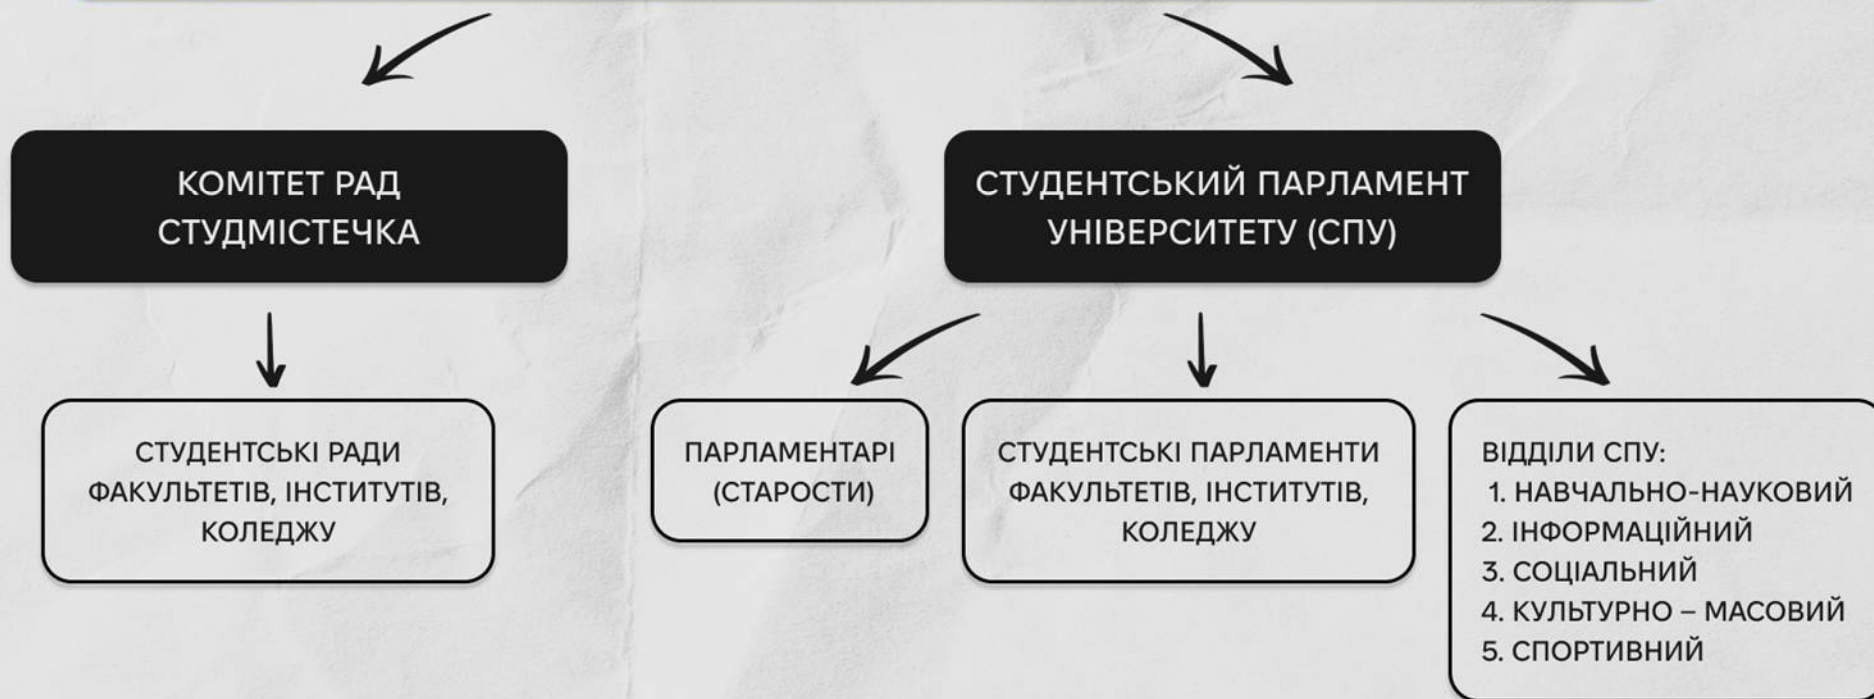 КОМІТЕТ РАД
СТУДМІСТЕЧКА
СТУДЕНТСЬКИЙ ПАРЛАМЕНТ
УНІВЕРСИТЕТУ (СПУ)
СТУДЕНТСЬКІ РАДИ
ФАКУЛЬТЕТІВ, ІНСТИТУТІВ,
КОЛЕДЖУ
ПАРЛАМЕНТАРІ
(СТАРОСТИ)
СТУДЕНТСЬКІ ПАРЛАМЕНТИ
ФАКУЛЬТЕТІВ, ІНСТИТУТІВ,
КОЛЕДЖУ
ВІДДІЛИ СПУ:
1. НАВЧАЛЬНО-НАУКОВИЙ
2. ІНФОРМАЦІЙНИЙ
3. СОЦІАЛЬНИЙ
4. КУЛЬТУРНО – МАСОВИЙ
5. СПОРТИВНИЙ